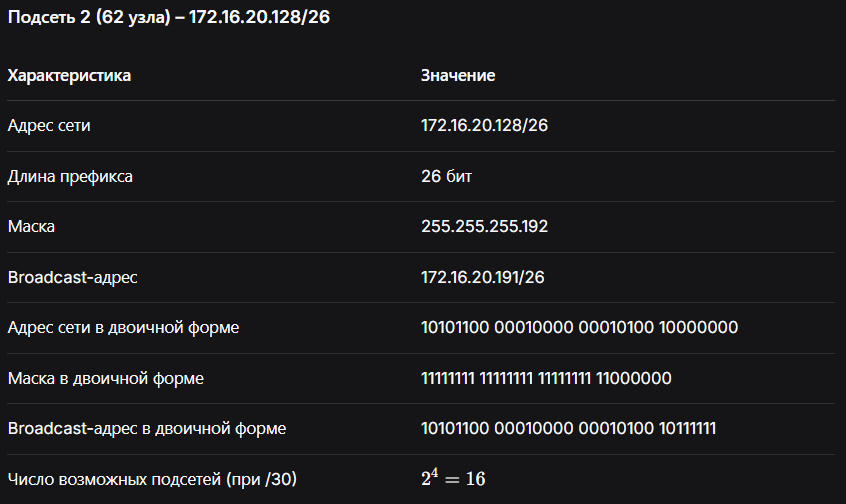 Подсеть 2 (62 узла) – 172.16.20.128/26
Характеристика Значение
Адрес сети 172.16.20.128/26
Длина префикса 26 бит
Маска 255.255.255.192
Broadcast-адрес 172.16.20.191/26
Адрес сети в двоичной форме 10101100 00010000 00010100 10000000
Маска в двоичной форме 11111111 11111111 11111111 11000000
Broadcast-адрес в двоичной форме 10101100 00010000 00010100 10111111
Число возможных подсетей (при /30) 2⁴ = 16